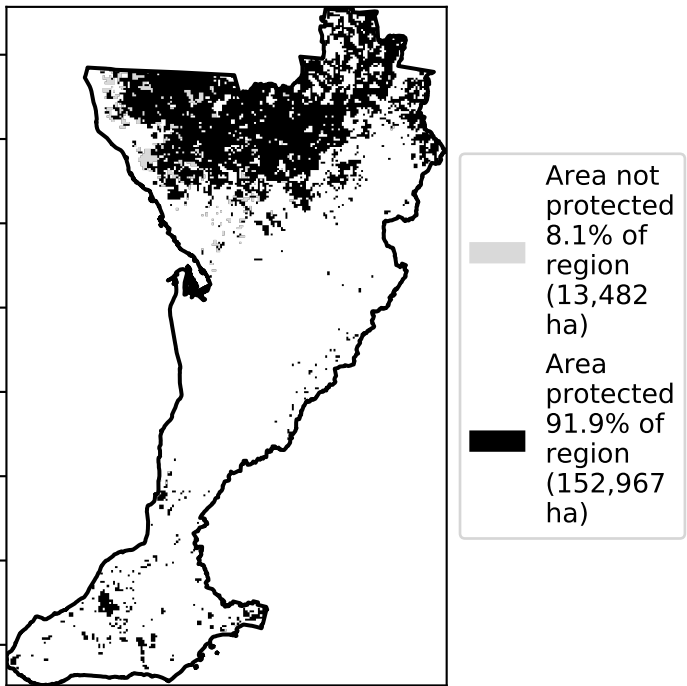 Area not
protected
8.1% of
region
(13,482
ha)
Area
protected
91.9% of
region
(152,967
ha)